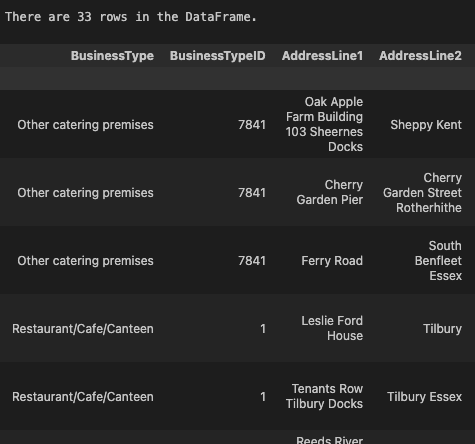 There are 33 rows in the DataFrame.
BusinessType BusinessTypeID AddressLine1 AddressLine2
Other catering premises 7841 Oak Apple Farm Building 103 Sheernes Docks Sheppy Kent
Other catering premises 7841 Cherry Garden Pier Cherry Garden Street Rotherhithe
Other catering premises 7841 Ferry Road South Benfleet Essex
Restaurant/Cafe/Canteen 1 Leslie Ford House Tilbury
Restaurant/Cafe/Canteen 1 Tenants Row Tilbury Docks Tilbury Essex
Reeds River